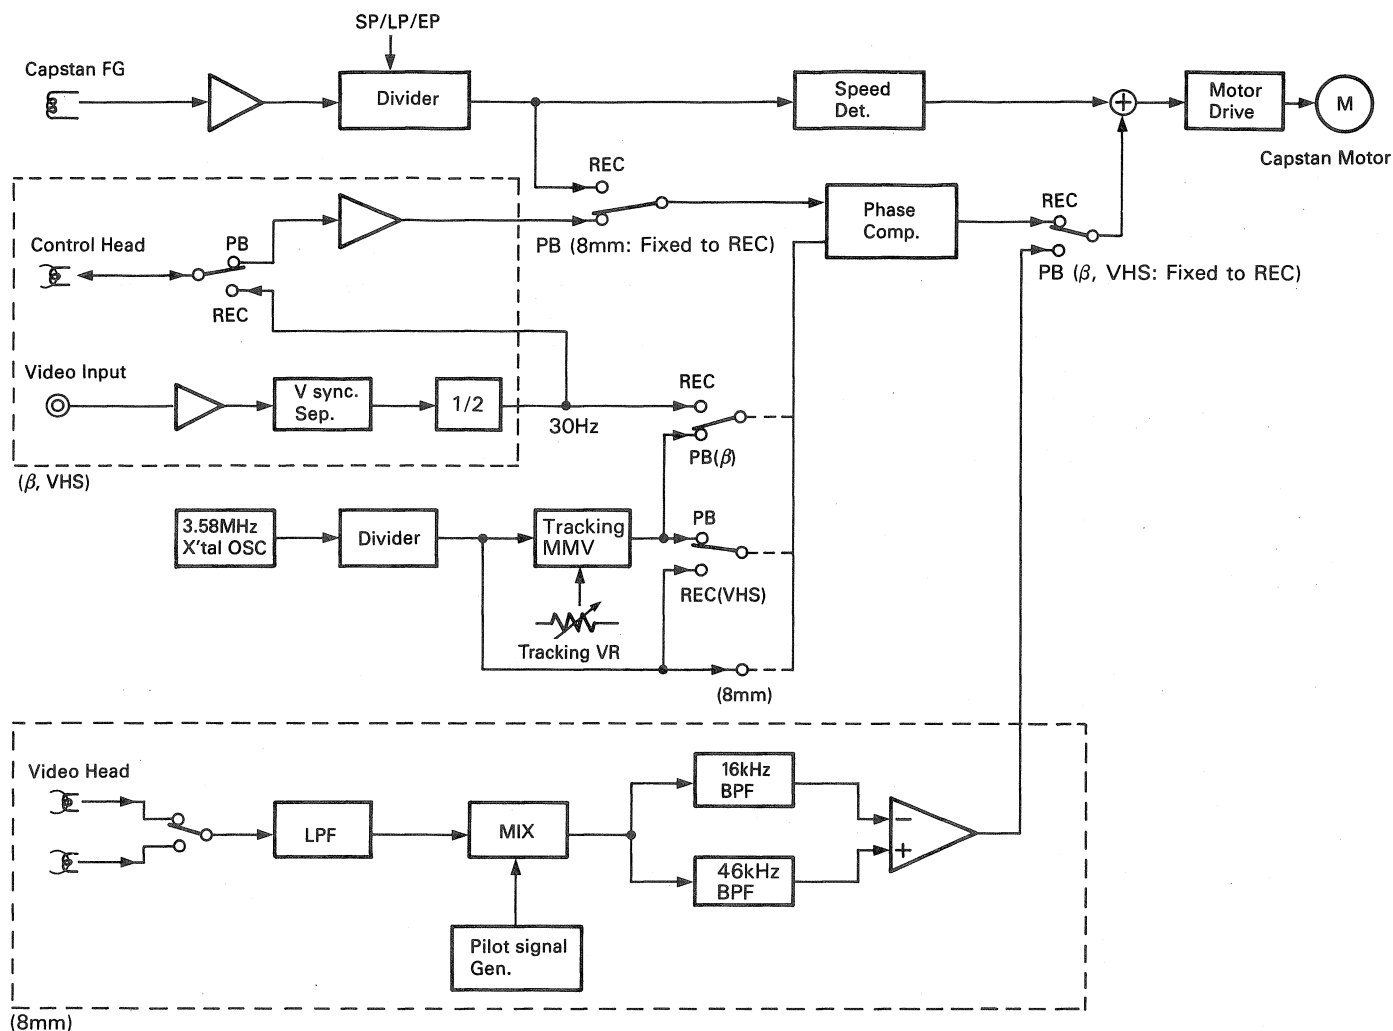 SP/LP/EP
Capstan FG
Divider
Speed
Det.
+
Motor
Drive
M
Capstan Motor
REC
Control Head
PB
REC
PB (8mm: Fixed to REC)
Phase
Comp.
REC
PB (β, VHS: Fixed to REC)
Video Input
V sync.
Sep.
1/2
30Hz
REC
PB(β)
(β, VHS)
3.58MHz
X'tal OSC
Divider
Tracking
MMV
PB
REC(VHS)
Tracking VR
(8mm)
Video Head
LPF
MIX
16kHz
BPF
46kHz
BPF
−
+
Pilot signal
Gen.
(8mm)